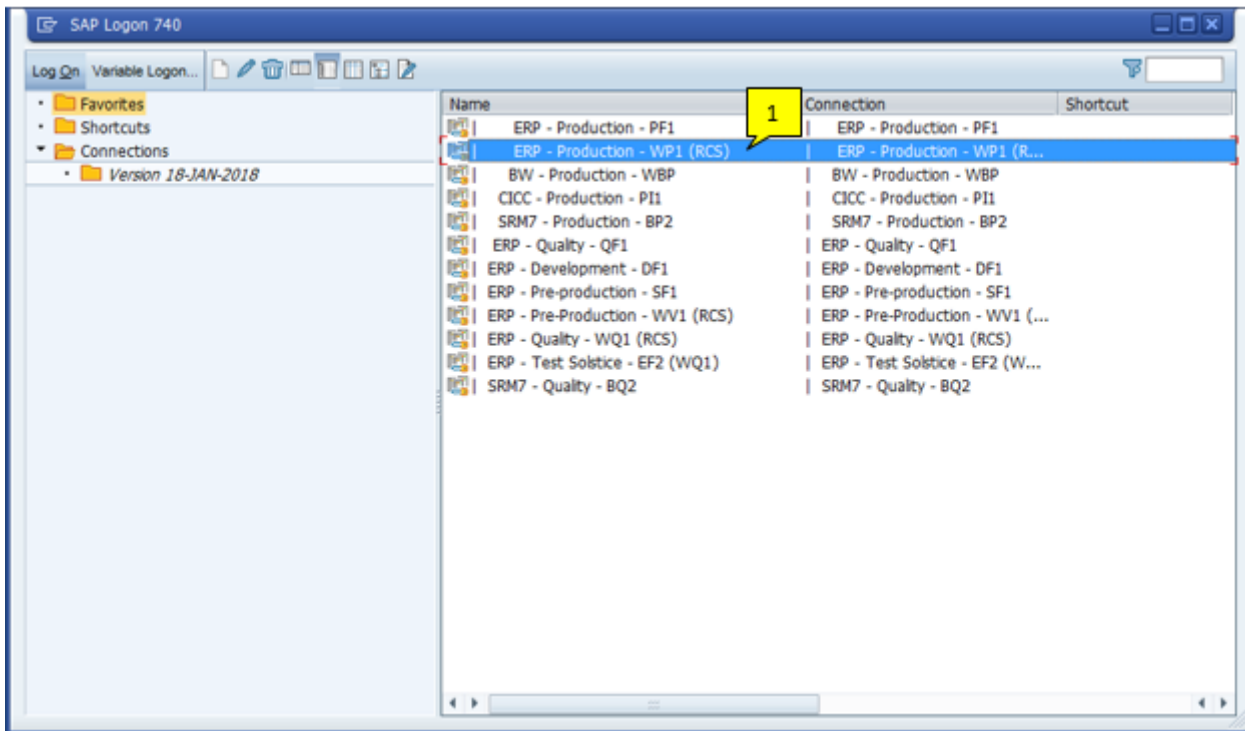 SAP Logon 740
Log On Variable Logon...
Favorites
Shortcuts
Connections
Version 18-JAN-2018
Name Connection Shortcut
1
ERP - Production - PF1 | ERP - Production - PF1
ERP - Production - WP1 (RCS) | ERP - Production - WP1 (R...
BW - Production - WBP | BW - Production - WBP
CICC - Production - PI1 | CICC - Production - PI1
SRM7 - Production - BP2 | SRM7 - Production - BP2
ERP - Quality - QF1 | ERP - Quality - QF1
ERP - Development - DF1 | ERP - Development - DF1
ERP - Pre-production - SF1 | ERP - Pre-production - SF1
ERP - Pre-Production - WV1 (RCS) | ERP - Pre-Production - WV1 (...
ERP - Quality - WQ1 (RCS) | ERP - Quality - WQ1 (RCS)
ERP - Test Solstice - EF2 (WQ1) | ERP - Test Solstice - EF2 (W...
SRM7 - Quality - BQ2 | SRM7 - Quality - BQ2